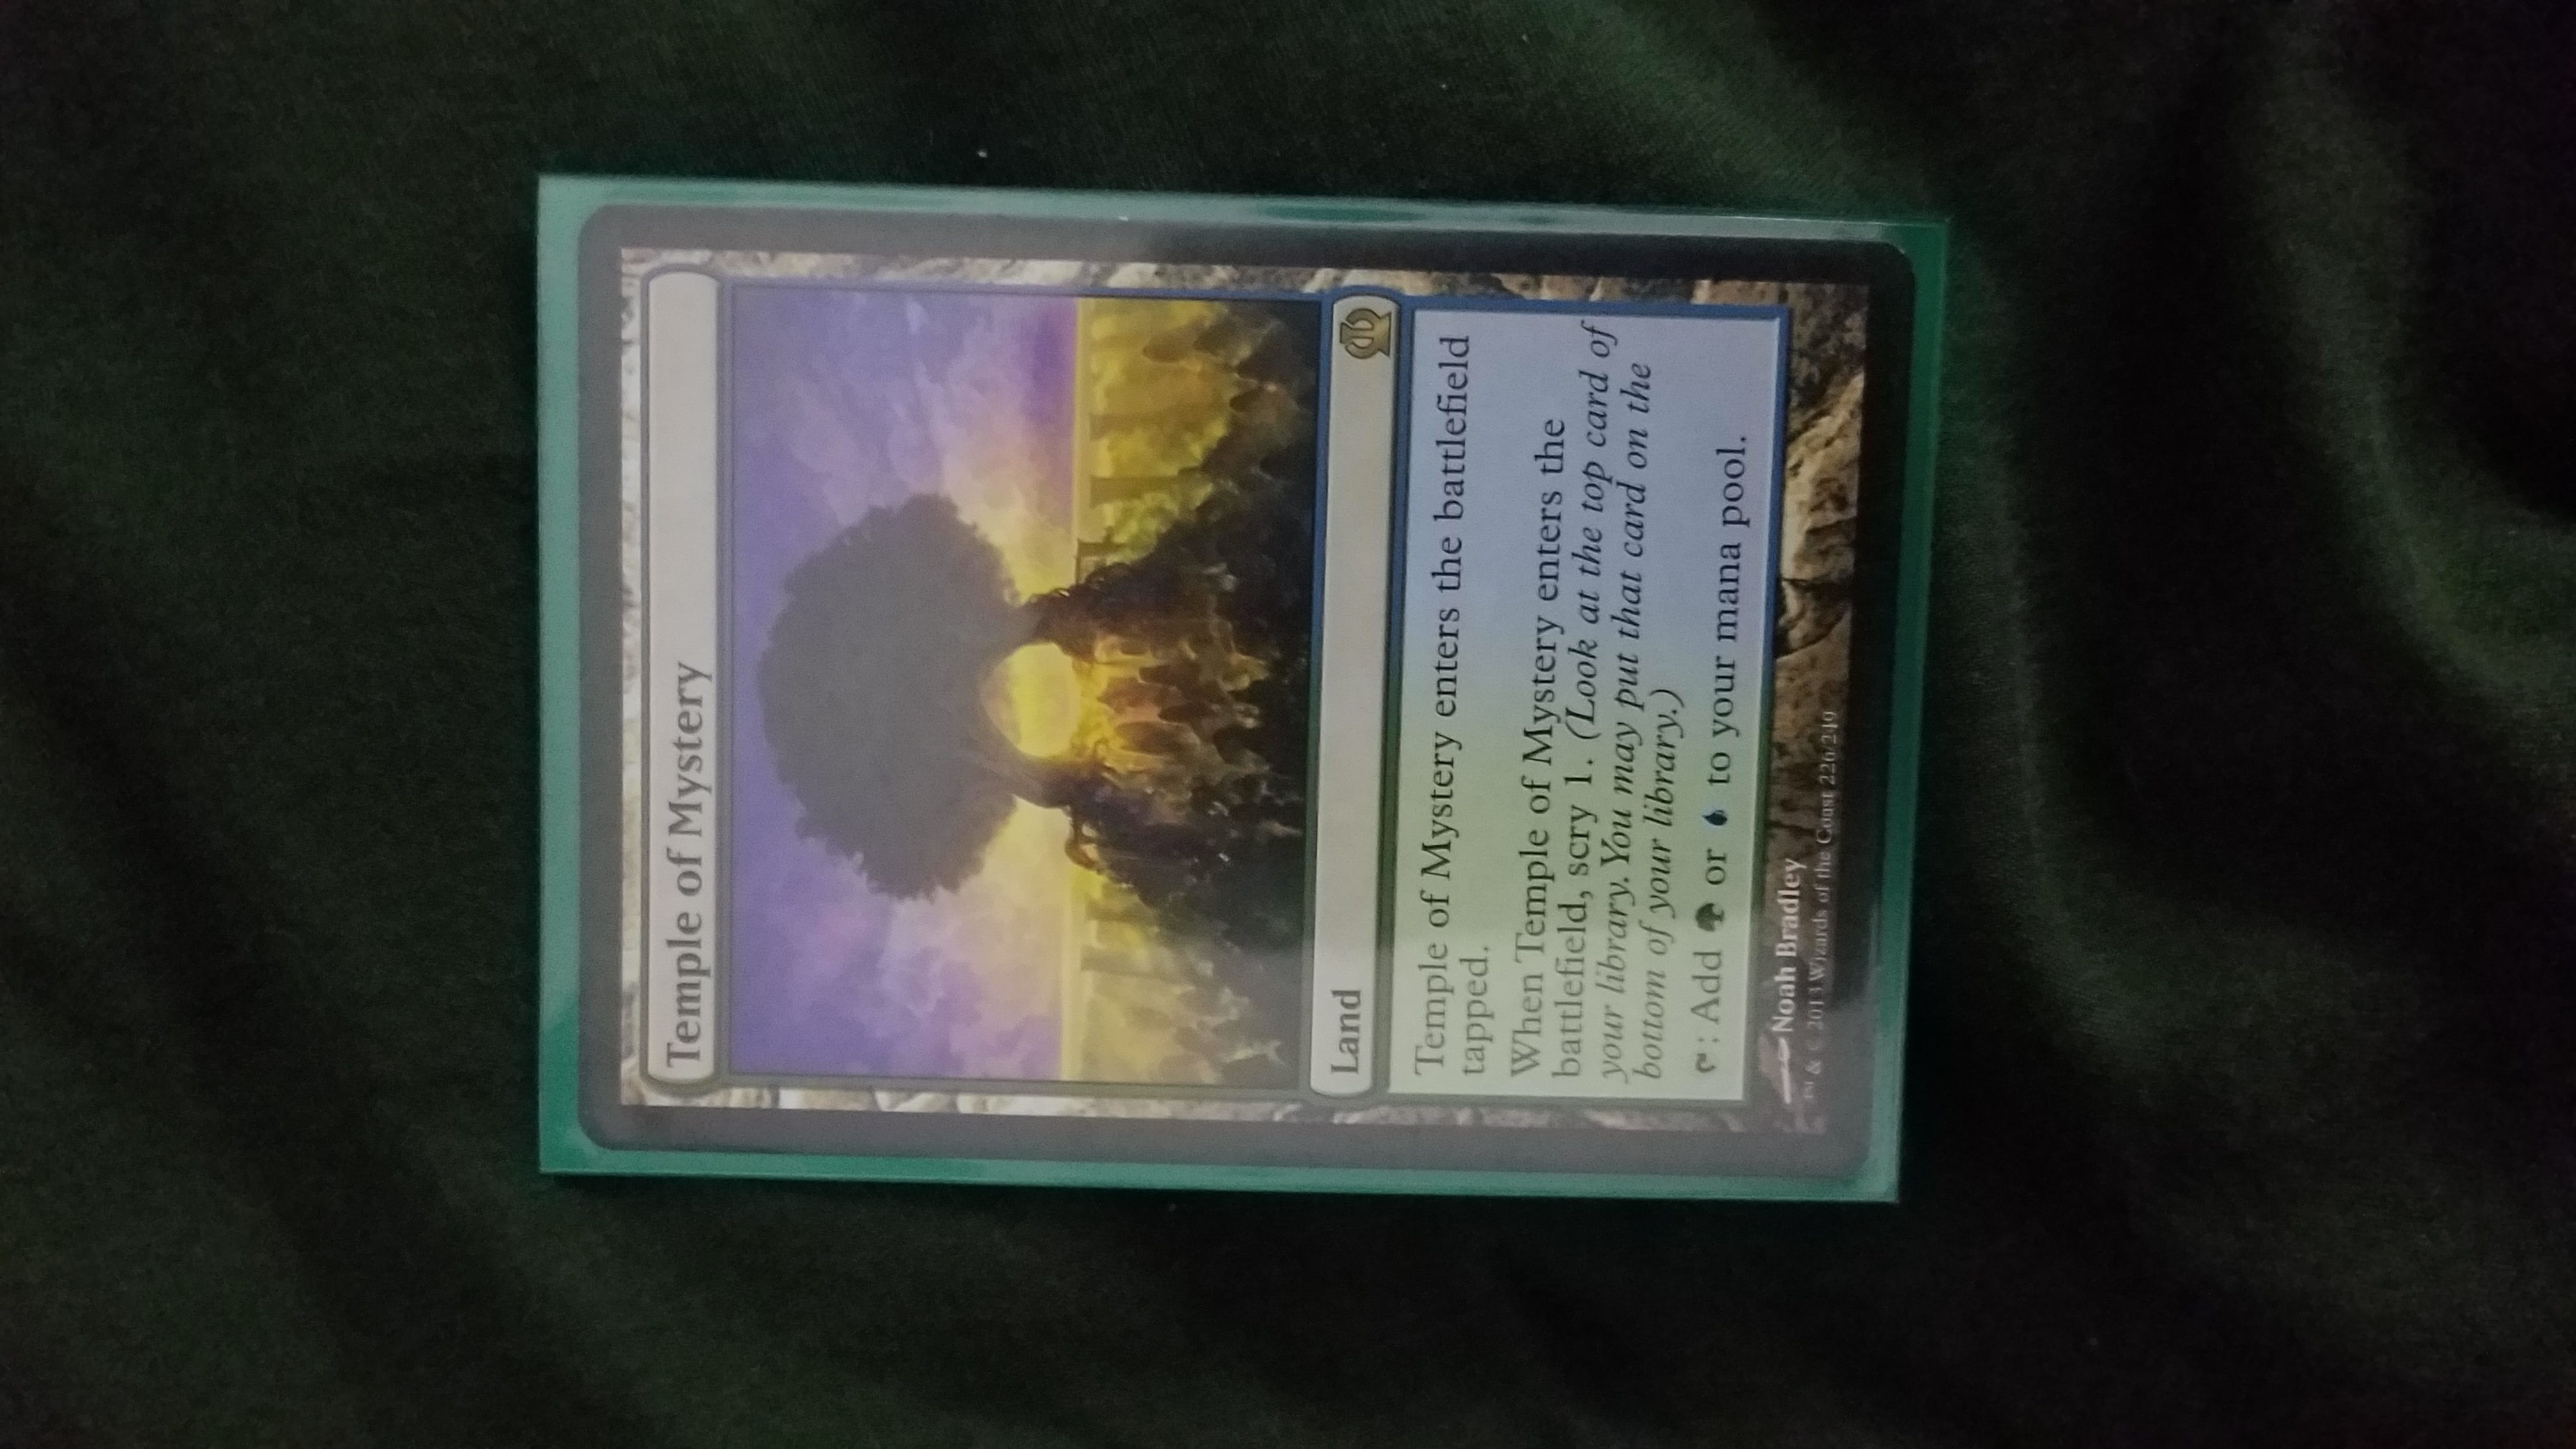 Temple of Mystery
Land
Temple of Mystery enters the battlefield
tapped.
When Temple of Mystery enters the
battlefield, scry 1. (Look at the top card of
your library. You may put that card on the
bottom of your library.)
: Add or to your mana pool.
Noah Bradley
™ & © 2013 Wizards of the Coast 226/249